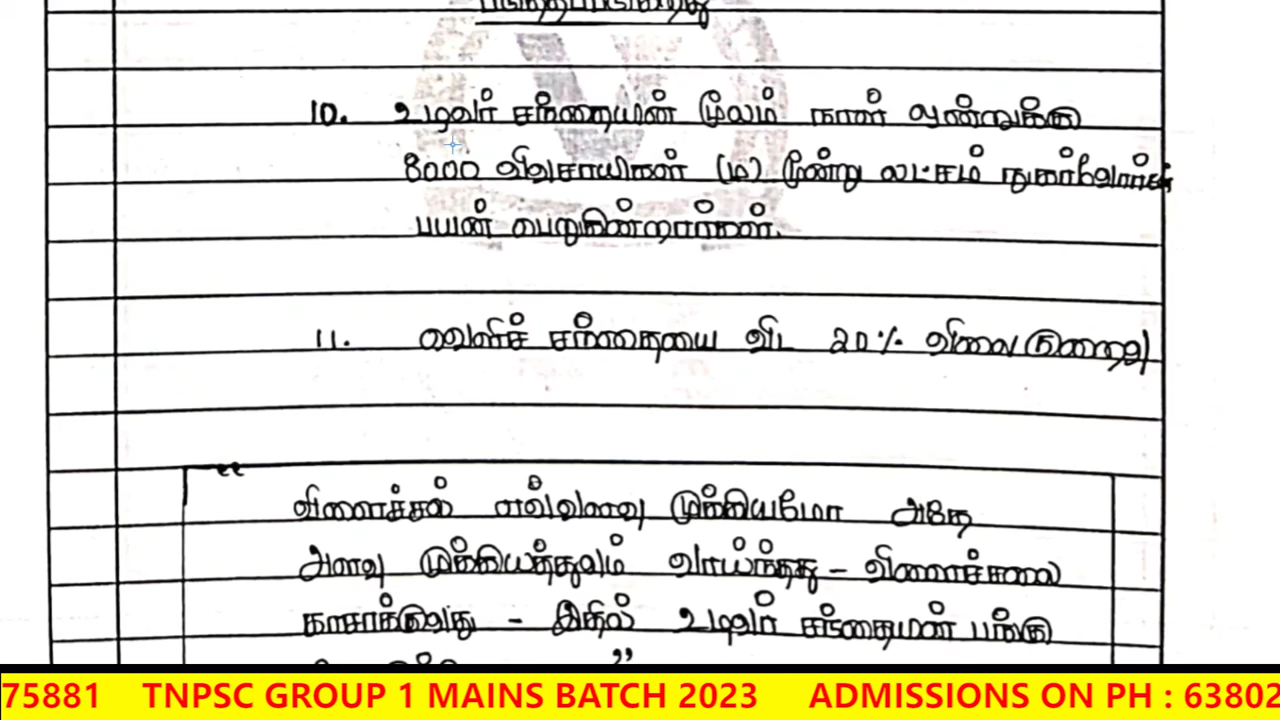 10. உழவர் சந்தையின் மூலம் நாள் ஒன்றுக்கு
8000 விவசாயிகள் (ம) மூன்று லட்சம் நுகர்வோர்கள்
பயன் பெறுகின்றார்கள்.
11. வெளிச் சந்தையை விட 20% விலை குறைவு
“
விளைச்சல் எவ்வளவு முக்கியமோ அதே
அளவு முக்கியத்துவம் வாய்ந்தது - விளைச்சலை
காசாக்குவது - இதில் உழவர் சந்தையின் பங்கு
”
75881 TNPSC GROUP 1 MAINS BATCH 2023 ADMISSIONS ON PH : 63802